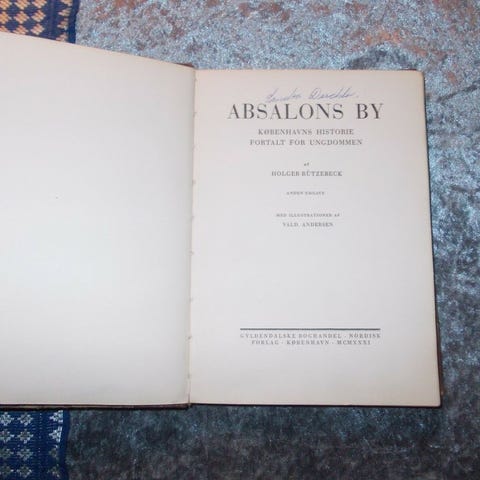 ABSALONS BY
KØBENHAVNS HISTORIE
FORTALT FOR UNGDOMMEN
AF
HOLGER RÜTZEBECK
ANDEN UDGAVE
MED ILLUSTRATIONER AF
VALD. ANDERSEN
GYLDENDALSKE BOGHANDEL · NORDISK
FORLAG · KØBENHAVN · MCMXXXI